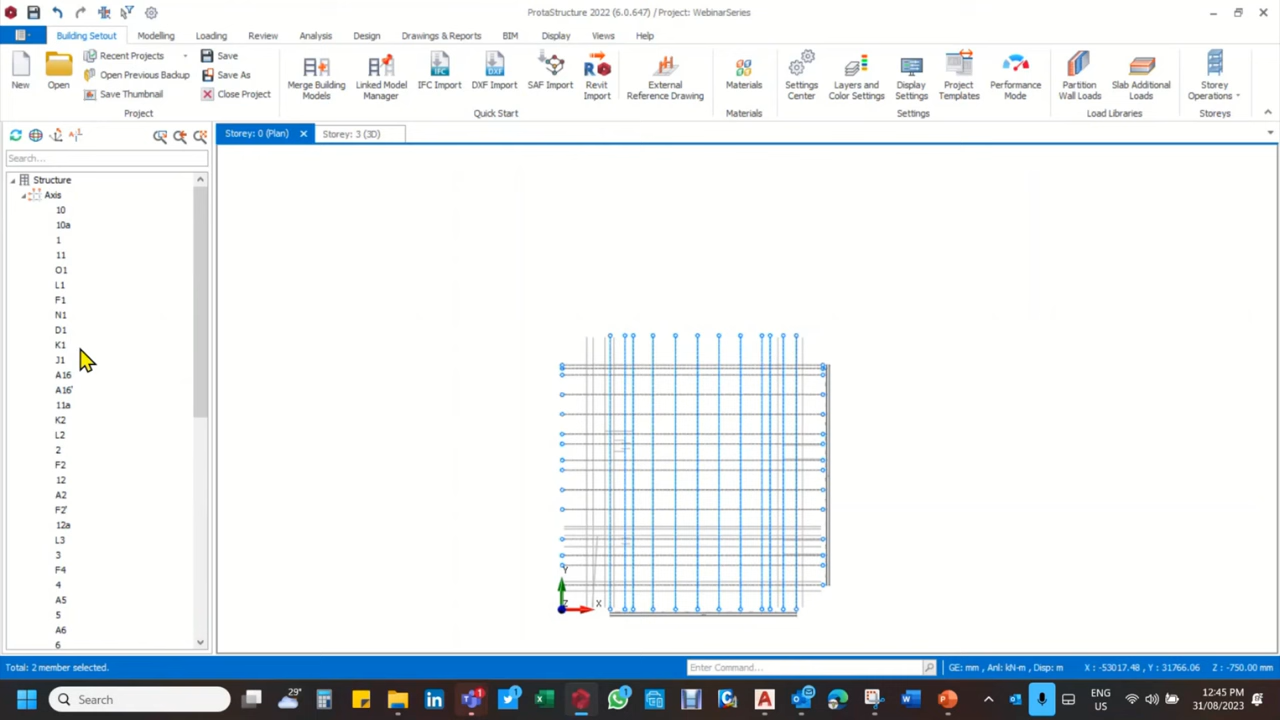 ProtaStructure 2022 (6.0.647) / Project: WebinarSeries
Building Setout Modelling Loading Review Analysis Design Drawings & Reports BIM Display Views Help
New
Open
Recent Projects
Open Previous Backup
Save Thumbnail
Save
Save As
Close Project
Project
Merge Building Models
Linked Model Manager
IFC Import
DXF Import
SAF Import
Revit Import
External Reference Drawing
Quick Start
Materials
Materials
Settings Center
Layers and Color Settings
Display Settings
Project Templates
Performance Mode
Settings
Partition Wall Loads
Slab Additional Loads
Load Libraries
Storey Operations
Storeys
Storey: 0 (Plan)
Storey: 3 (3D)
Search...
Structure
Axis
10
10a
1
11
O1
L1
F1
N1
D1
K1
J1
A16
A16'
11a
K2
L2
2
F2
12
A2
F2'
12a
L3
3
F4
4
A5
5
A6
6
Y
Z
X
Total: 2 member selected.
Enter Command...
GE: mm, Anl: kN-m, Disp: m
X : -53017.48 , Y : 31766.06
Z : -750.00 mm
Search
29°
1
1
ENG
US
12:45 PM
31/08/2023